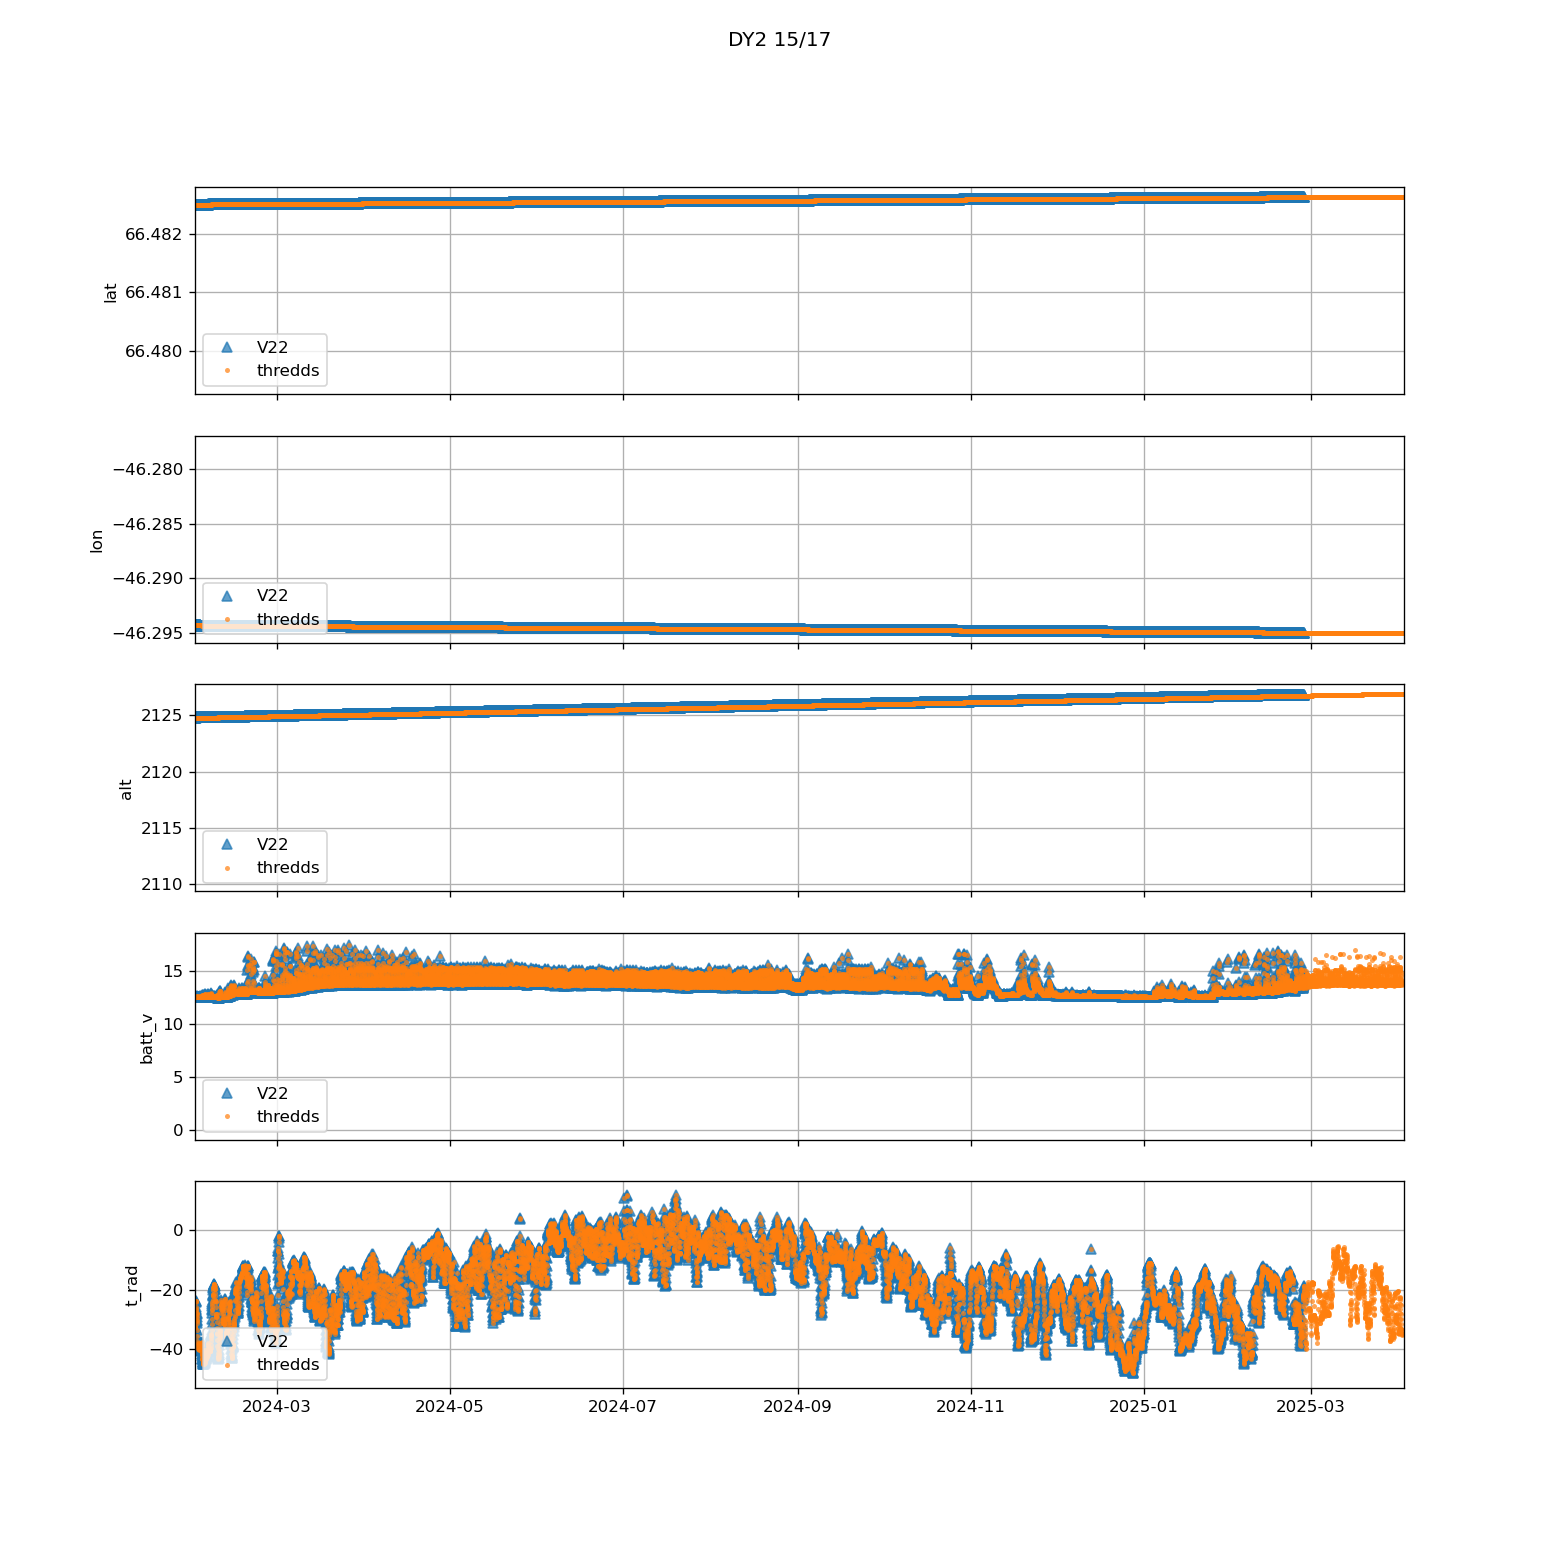 DY2 15/17
66.482
66.481
66.480
lat
V22
thredds
−46.280
−46.285
−46.290
−46.295
lon
V22
thredds
2125
2120
2115
2110
alt
V22
thredds
15
10
5
0
batt_v
V22
thredds
0
−20
−40
t_rad
V22
thredds
2024-03
2024-05
2024-07
2024-09
2024-11
2025-01
2025-03